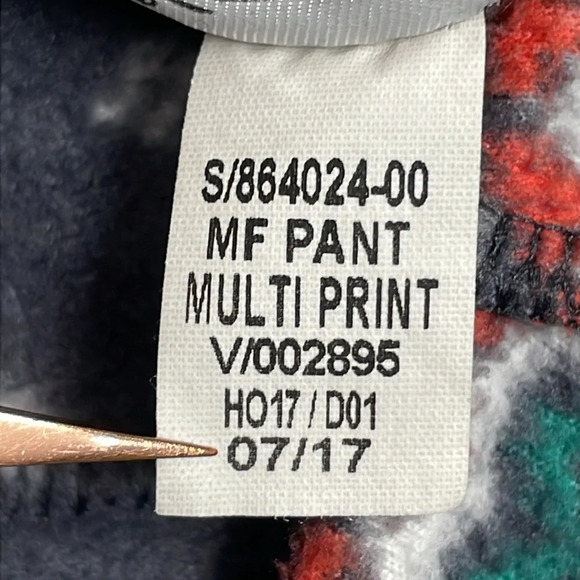 S/864024-00
MF PANT
MULTI PRINT
V/002895
HO17 / D01
07/17